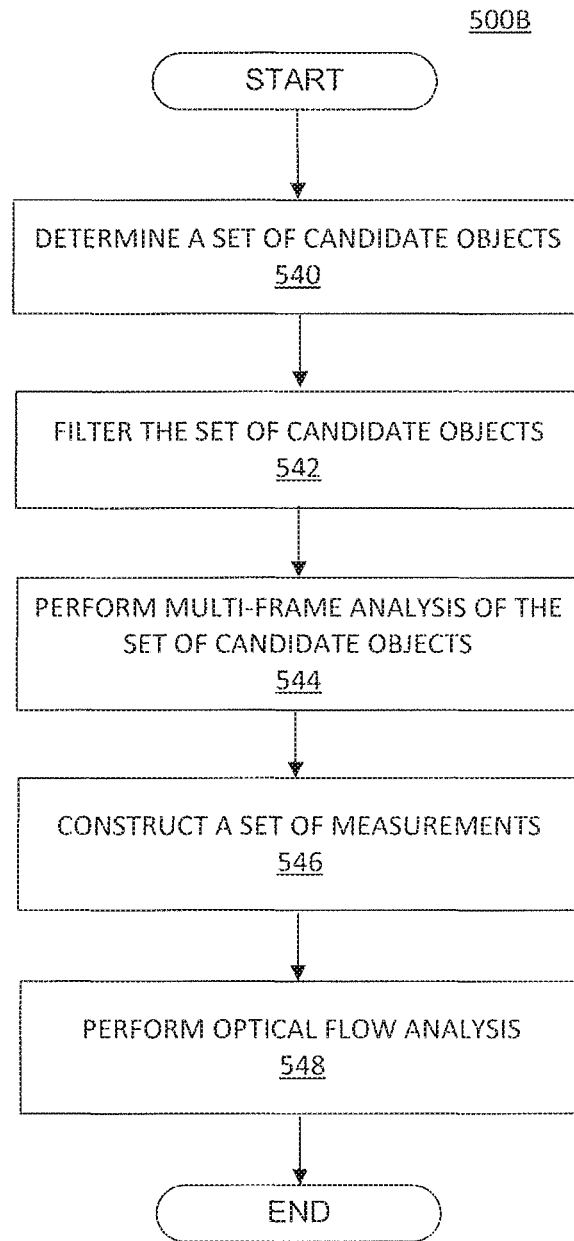 500B
START
DETERMINE A SET OF CANDIDATE OBJECTS
540
FILTER THE SET OF CANDIDATE OBJECTS
542
PERFORM MULTI-FRAME ANALYSIS OF THE
SET OF CANDIDATE OBJECTS
544
CONSTRUCT A SET OF MEASUREMENTS
546
PERFORM OPTICAL FLOW ANALYSIS
548
END